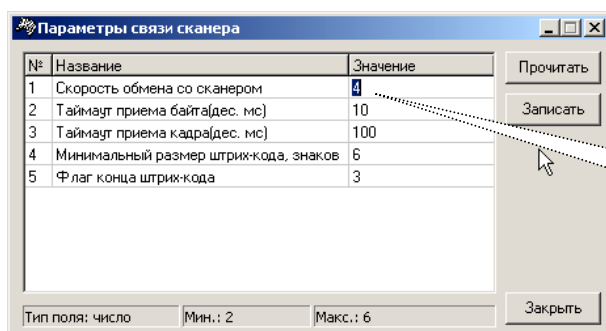 Параметры связи сканера
№ Название Значение
1 Скорость обмена со сканером 4
2 Таймаут приема байта(дес. мс) 10
3 Таймаут приема кадра(дес. мс) 100
4 Минимальный размер штрих-кода, знаков 6
5 Флаг конца штрих-кода 3
Прочитать
Записать
Закрыть
Тип поля: число Мин.: 2 Макс.: 6